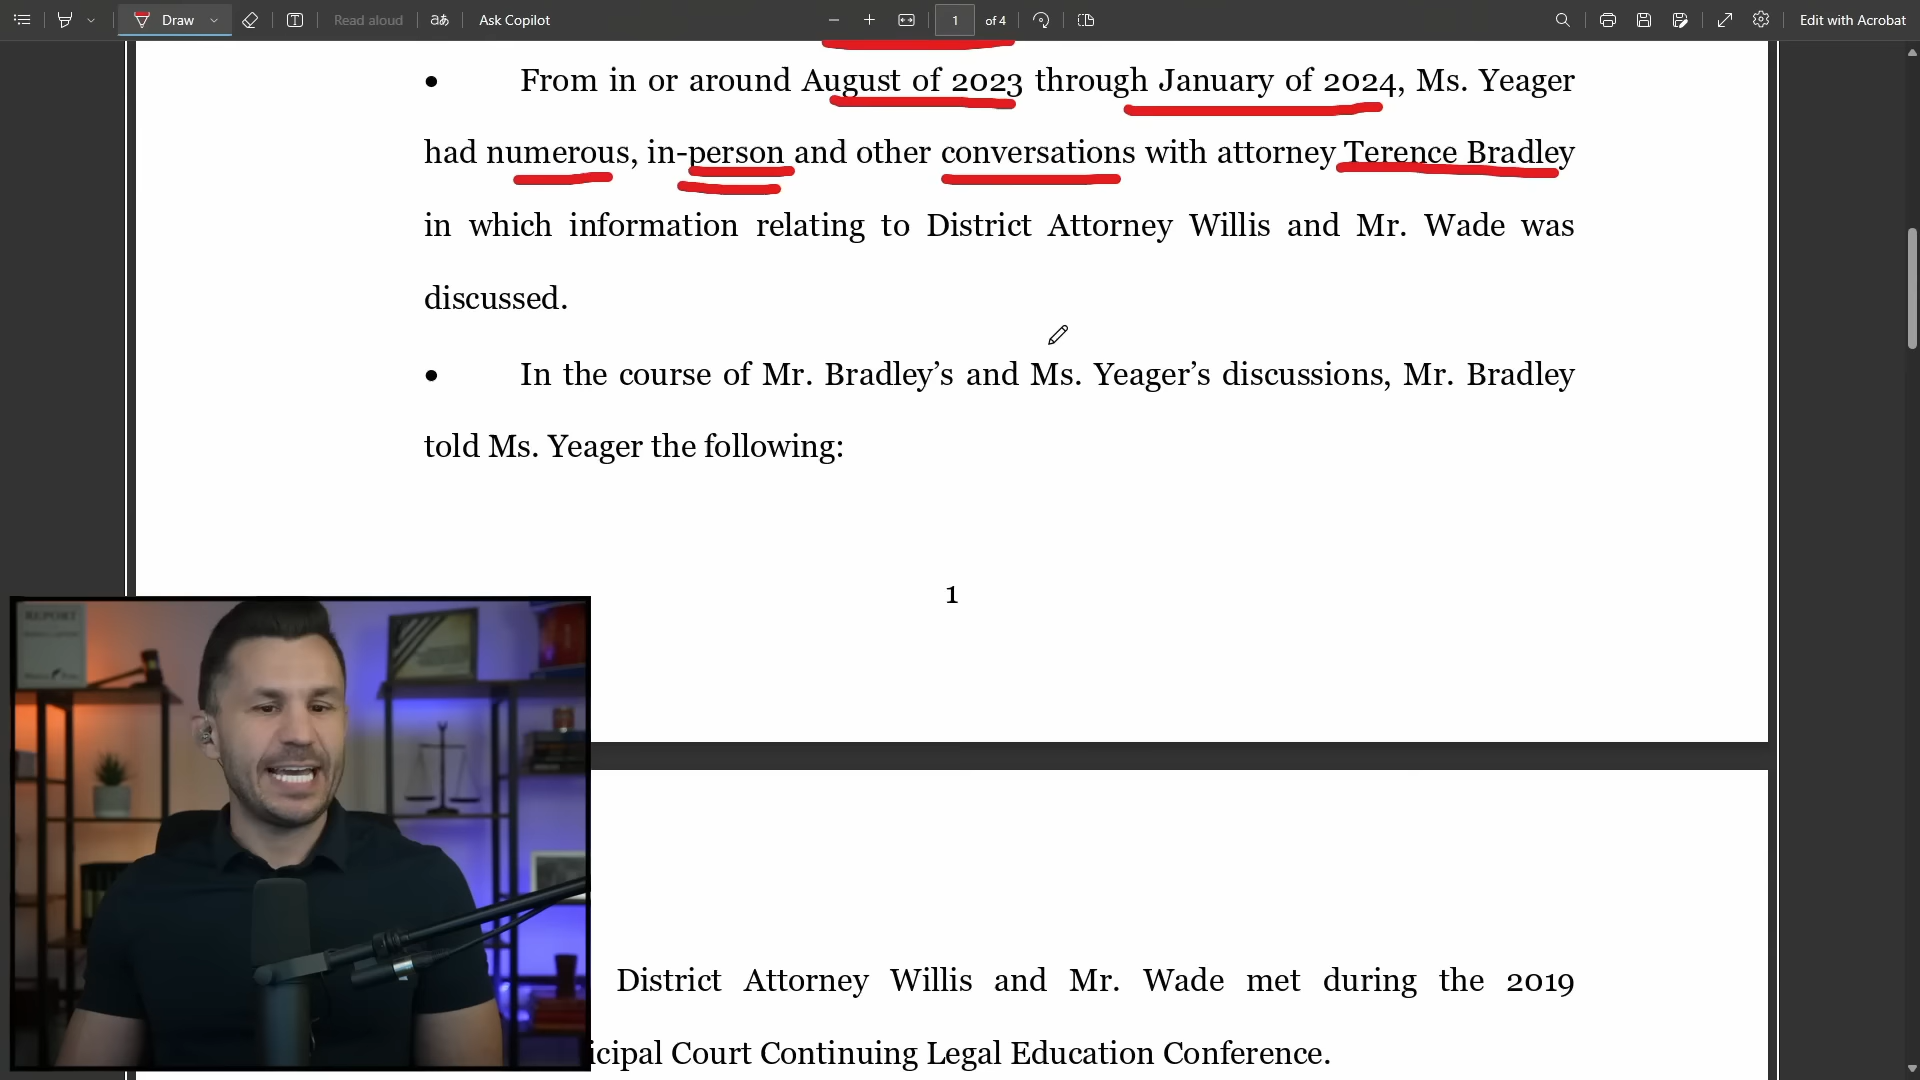 Draw
Read aloud
aあ
Ask Copilot
1 of 4
Edit with Acrobat
• From in or around August of 2023 through January of 2024, Ms. Yeager
had numerous, in-person and other conversations with attorney Terence Bradley
in which information relating to District Attorney Willis and Mr. Wade was
discussed.
• In the course of Mr. Bradley’s and Ms. Yeager’s discussions, Mr. Bradley
told Ms. Yeager the following:
1
REPORT
District Attorney Willis and Mr. Wade met during the 2019
icipal Court Continuing Legal Education Conference.